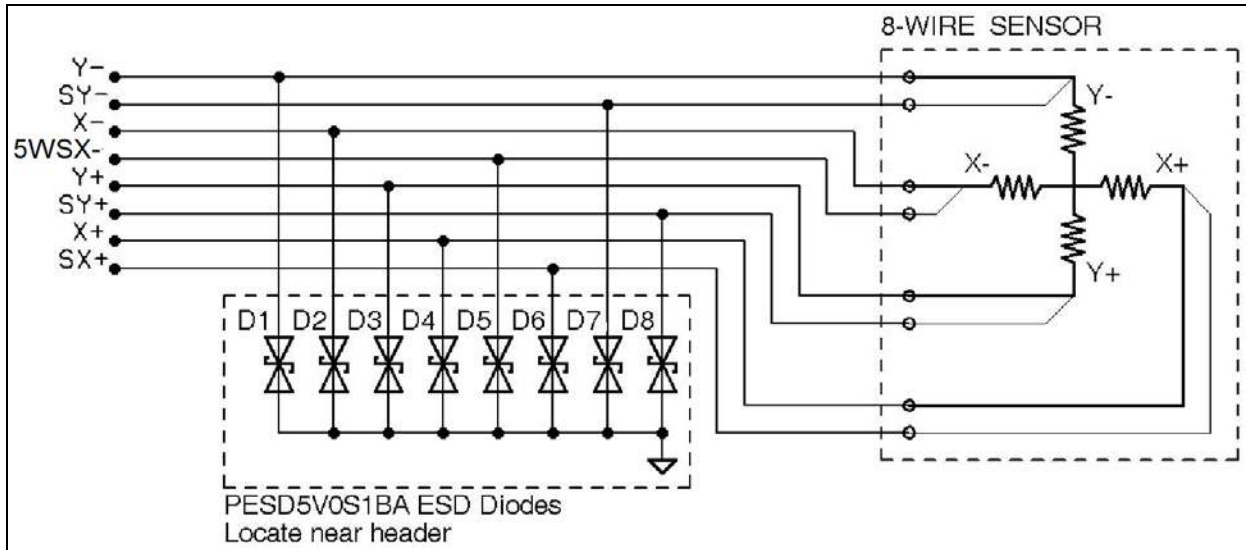 8-WIRE SENSOR
Y-
SY-
X-
5WSX-
Y+
SY+
X+
SX+
Y-
X-
X+
Y+
D1 D2 D3 D4 D5 D6 D7 D8
PESD5V0S1BA ESD Diodes
Locate near header